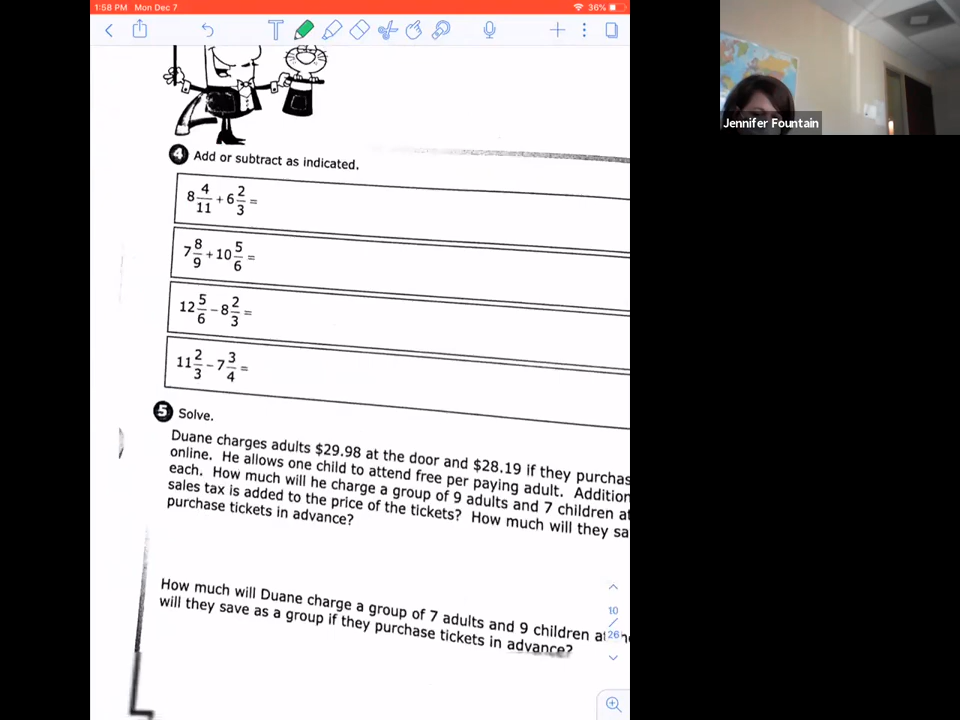 1:58 PM Mon Dec 7
36%
T
Jennifer Fountain
4 Add or subtract as indicated.
8 4/11 + 6 2/3 =
7 8/9 + 10 5/6 =
12 5/6 - 8 2/3 =
11 2/3 - 7 3/4 =
5 Solve.
Duane charges adults $29.98 at the door and $28.19 if they purchas
online. He allows one child to attend free per paying adult. Addition
each. How much will he charge a group of 9 adults and 7 children at
sales tax is added to the price of the tickets? How much will they sa
purchase tickets in advance?
How much will Duane charge a group of 7 adults and 9 children at
will they save as a group if they purchase tickets in advance?
10
/
26